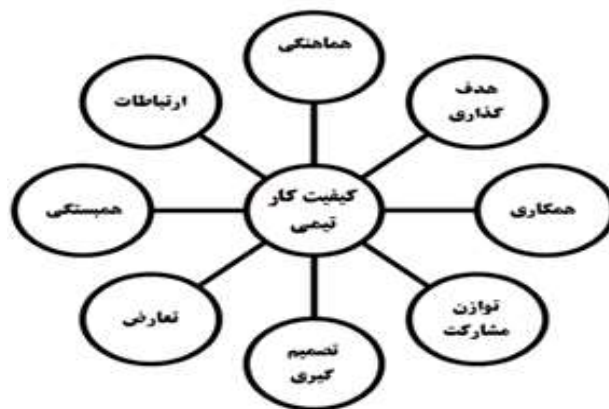 هماهنگی
هدف
گذاری
ارتباطات
کیفیت کار
تیمی
همکاری
همبستگی
توازن
مشارکت
تعارض
تصمیم
گیری